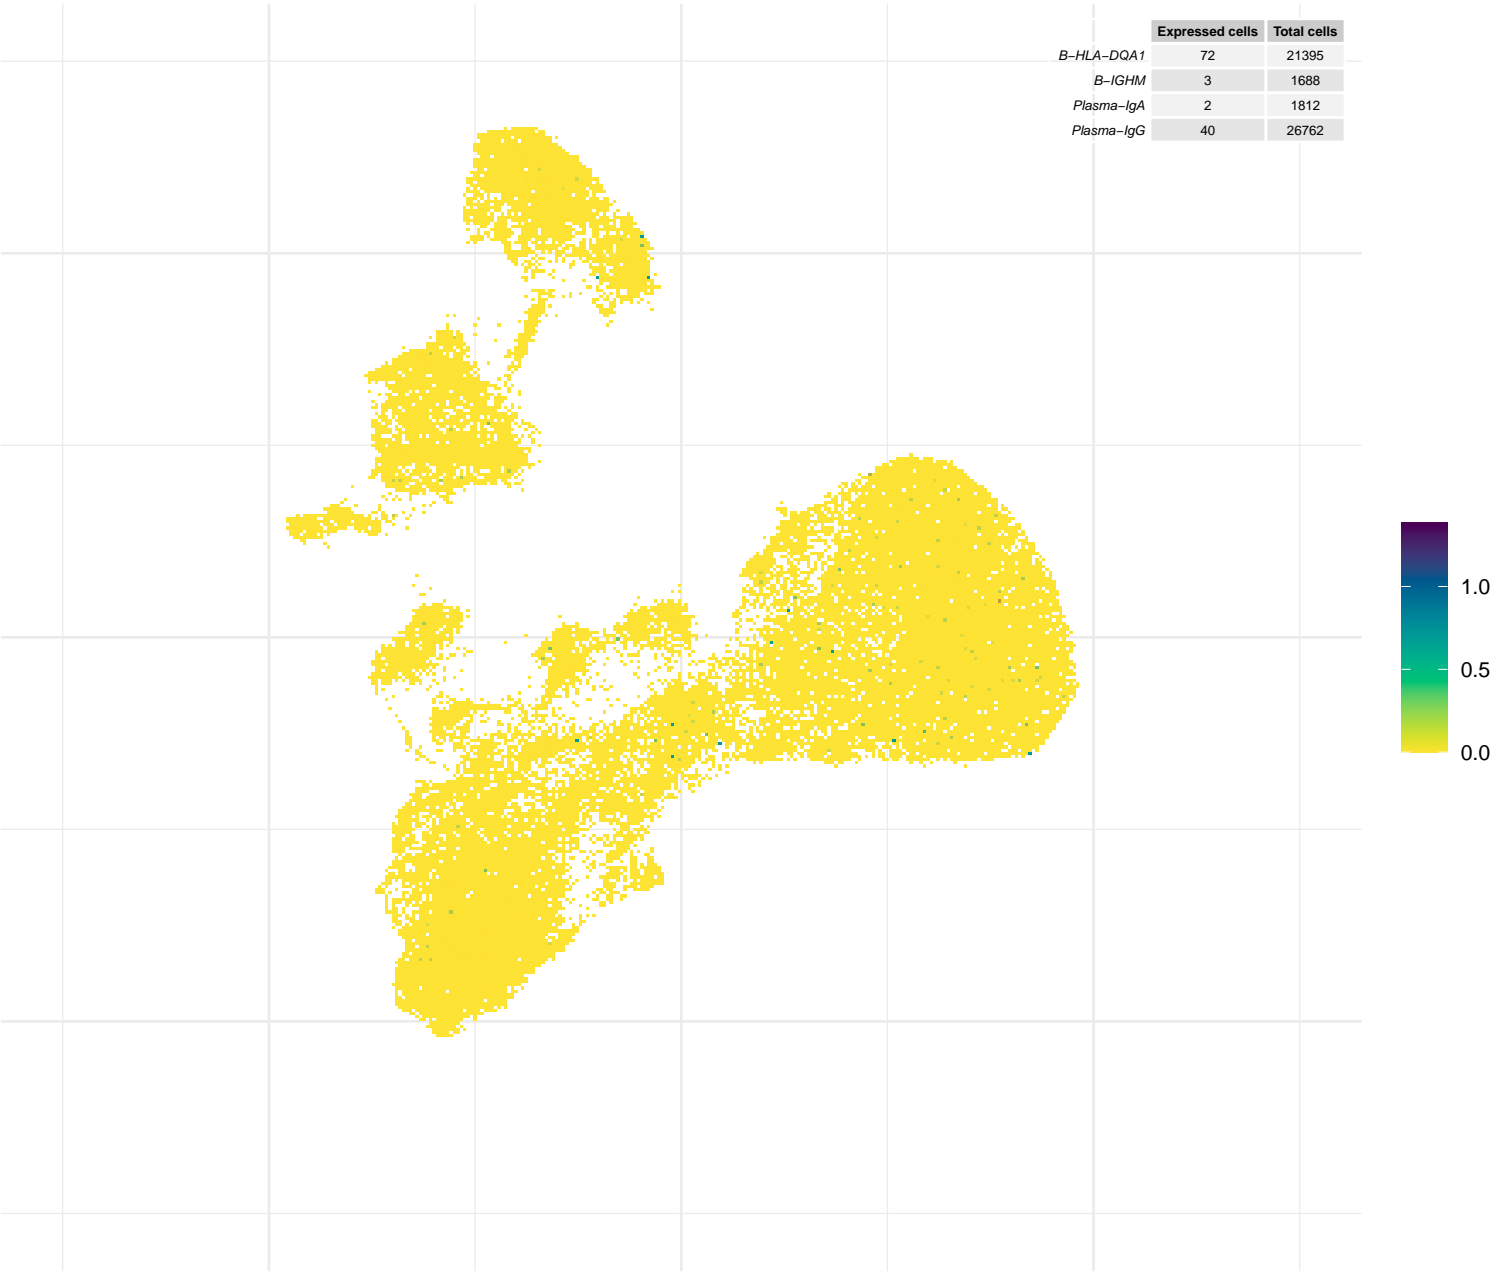 Expressed cells Total cells
B-HLA-DQA1 72 21395
B-IGHM 3 1688
Plasma-IgA 2 1812
Plasma-IgG 40 26762
1.0
0.5
0.0